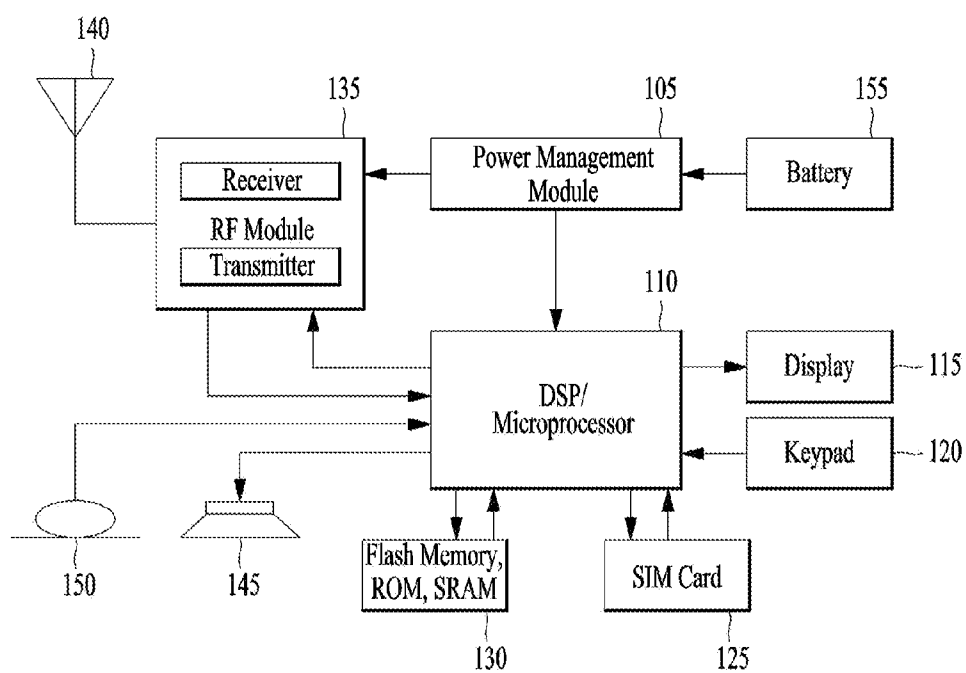 140
135
105
155
Receiver
RF Module
Transmitter
Power Management
Module
Battery
110
DSP/
Microprocessor
Display
115
Keypad
120
150
145
Flash Memory,
ROM, SRAM
130
SIM Card
125